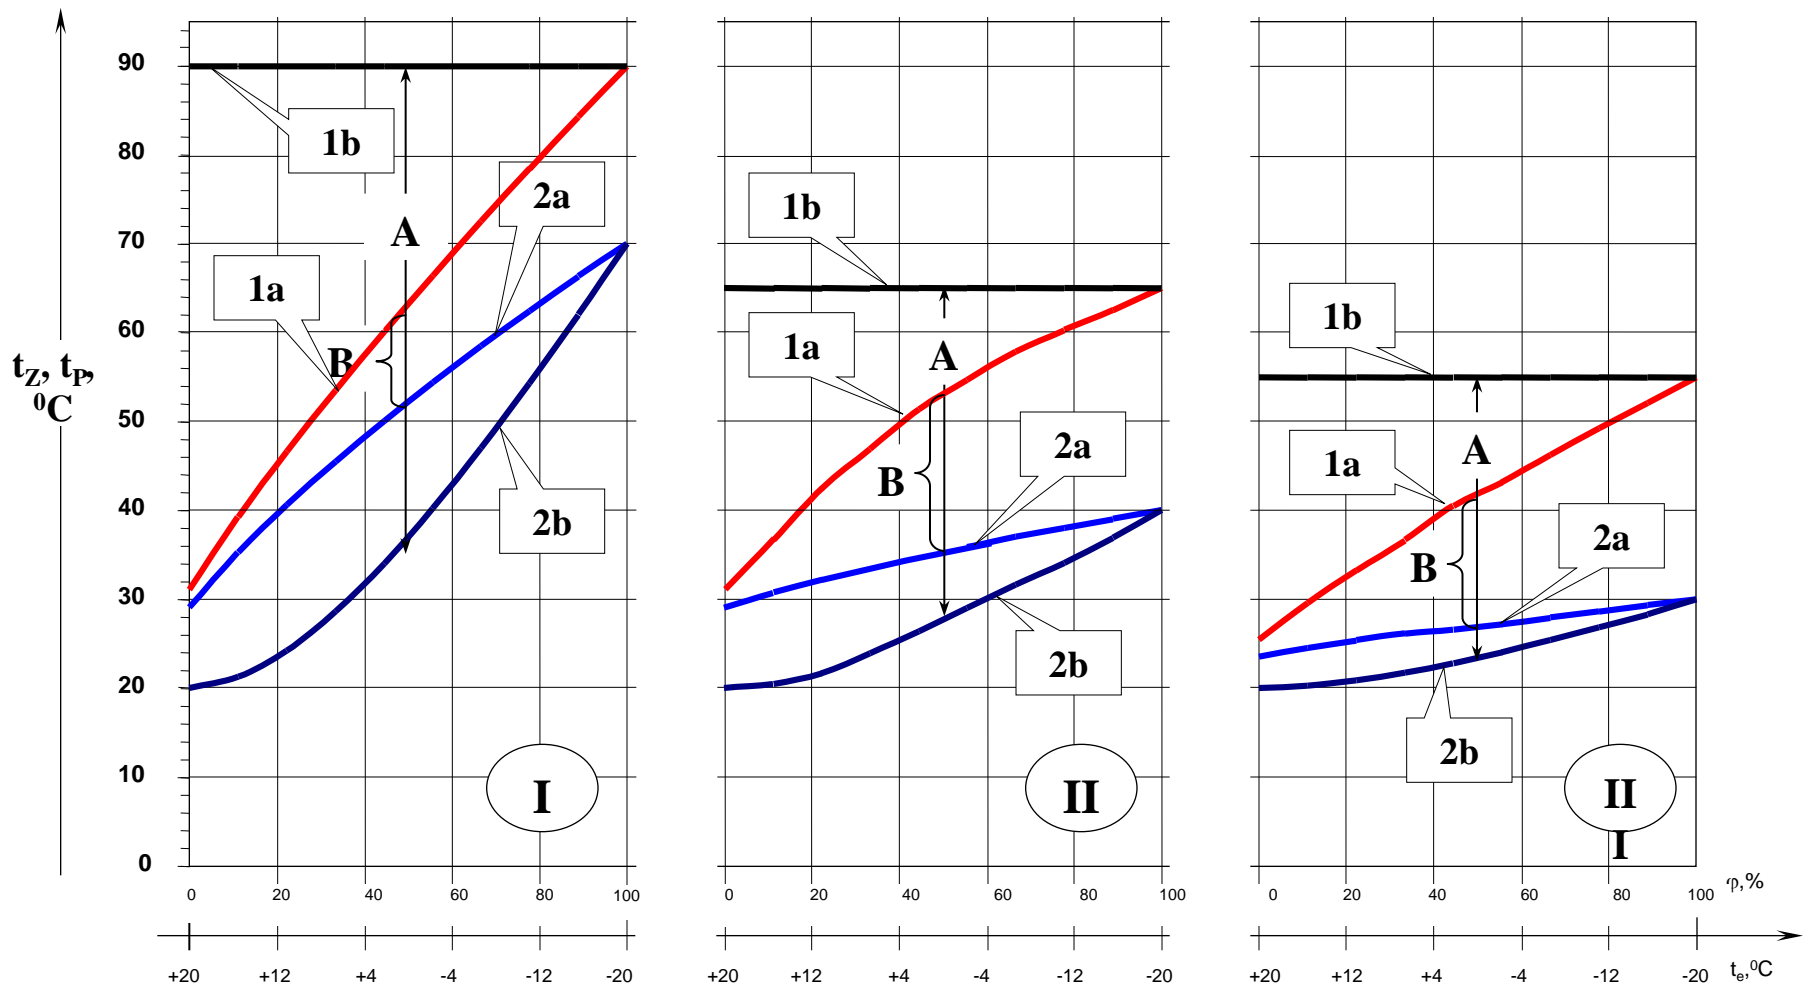 90
80
70
60
50
40
30
20
10
0
t_Z, t_P,
⁰C
1b
2a
A
1a
B
2b
I
1b
1a
A
2a
B
2b
II
1b
A
1a
2a
B
2b
II
I
0 20 40 60 80 100
0 20 40 60 80 100
0 20 40 60 80 100 φ,%
+20 +12 +4 -4 -12 -20
+20 +12 +4 -4 -12 -20
+20 +12 +4 -4 -12 -20 t_e,⁰C